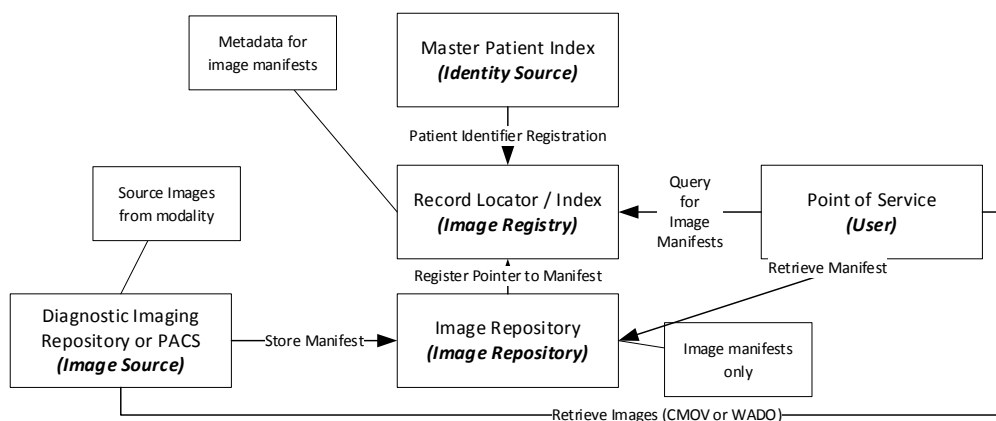 Metadata for
image manifests
Master Patient Index
(Identity Source)
Patient Identifier Registration
Source Images
from modality
Record Locator / Index
(Image Registry)
Query
for
Image
Manifests
Point of Service
(User)
Register Pointer to Manifest
Retrieve Manifest
Diagnostic Imaging
Repository or PACS
(Image Source)
Store Manifest
Image Repository
(Image Repository)
Image manifests
only
Retrieve Images (CMOV or WADO)